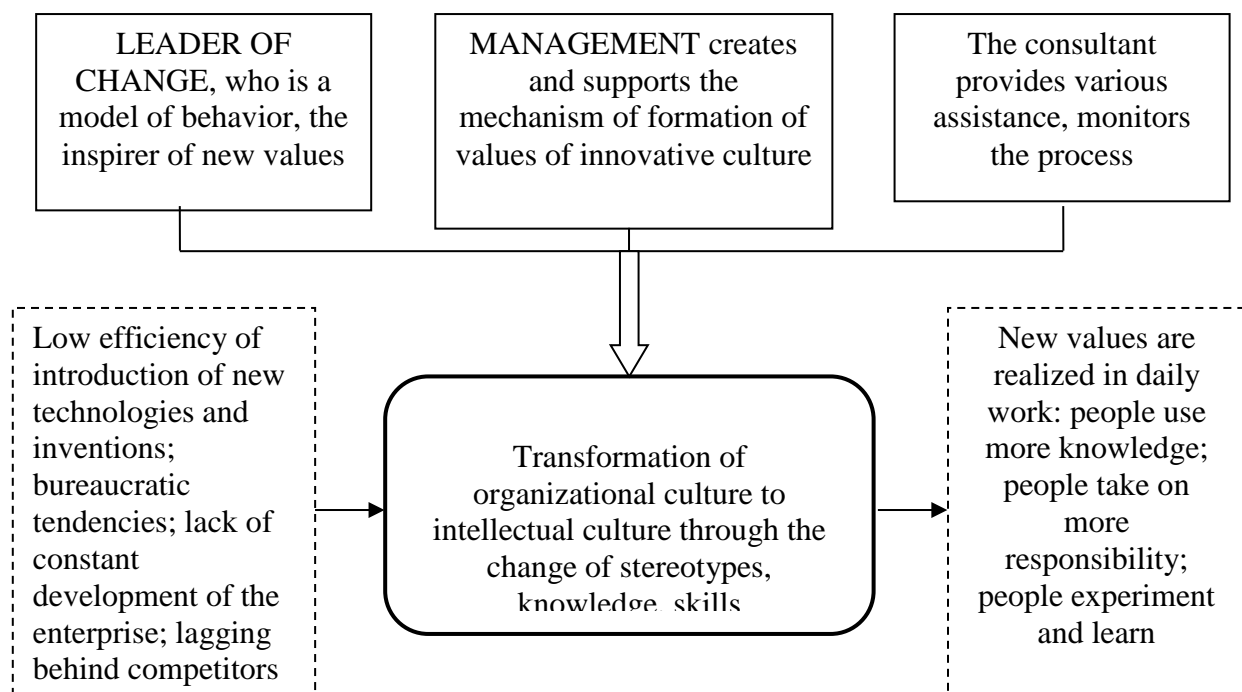 LEADER OF
CHANGE, who is a
model of behavior, the
inspirer of new values
MANAGEMENT creates
and supports the
mechanism of formation of
values of innovative culture
The consultant
provides various
assistance, monitors
the process
Low efficiency of
introduction of new
technologies and
inventions;
bureaucratic
tendencies; lack of
constant
development of the
enterprise; lagging
behind competitors
Transformation of
organizational culture to
intellectual culture through the
change of stereotypes,
knowledge, skills
New values are
realized in daily
work: people use
more knowledge;
people take on
more
responsibility;
people experiment
and learn